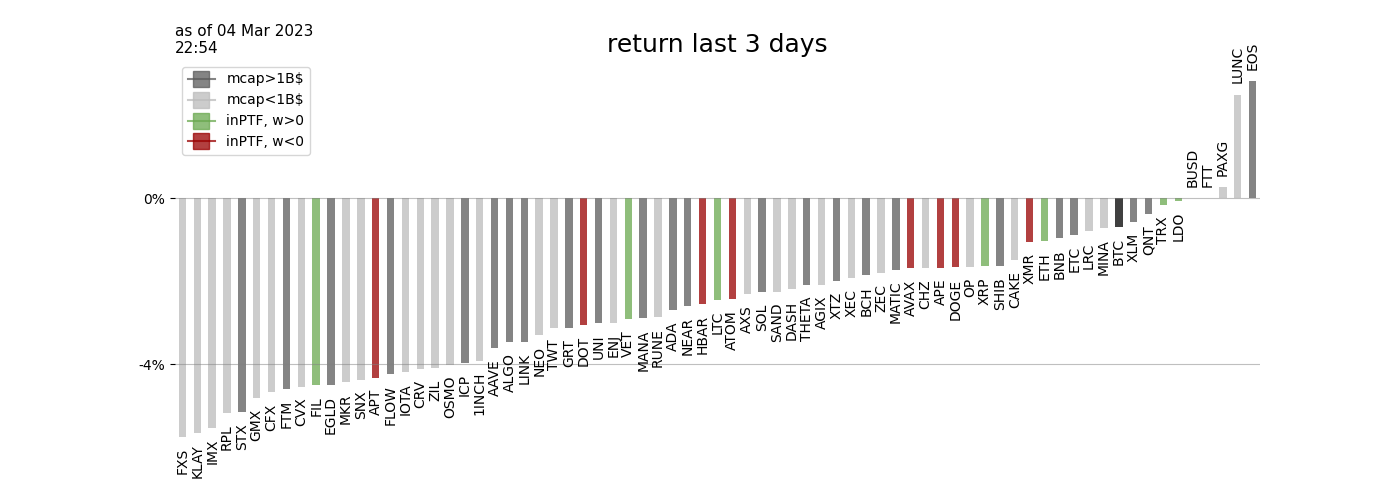 as of 04 Mar 2023
22:54
return last 3 days
mcap>1B$
mcap<1B$
inPTF, w>0
inPTF, w<0
0%
-4%
FXS
KLAY
IMX
RPL
STX
GMX
CFX
FTM
CVX
FIL
EGLD
MKR
SNX
APT
FLOW
IOTA
CRV
ZIL
OSMO
ICP
1INCH
AAVE
ALGO
LINK
NEO
TWT
GRT
DOT
UNI
ENJ
VET
MANA
RUNE
ADA
NEAR
HBAR
LTC
ATOM
AXS
SOL
SAND
DASH
THETA
AGIX
XTZ
XEC
BCH
ZEC
MATIC
AVAX
CHZ
APE
DOGE
OP
XRP
SHIB
CAKE
XMR
ETH
BNB
ETC
LRC
MINA
BTC
XLM
QNT
TRX
LDO
BUSD
FTT
PAXG
LUNC
EOS